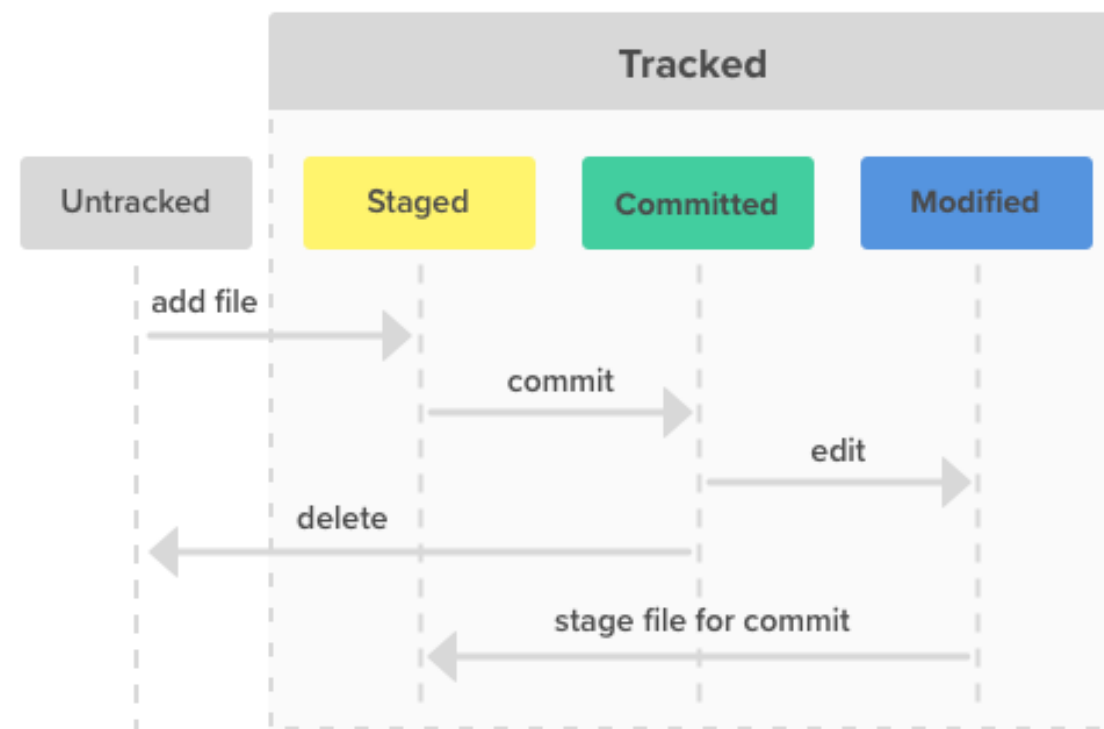 Tracked
Untracked
Staged
Committed
Modified
add file
commit
edit
delete
stage file for commit